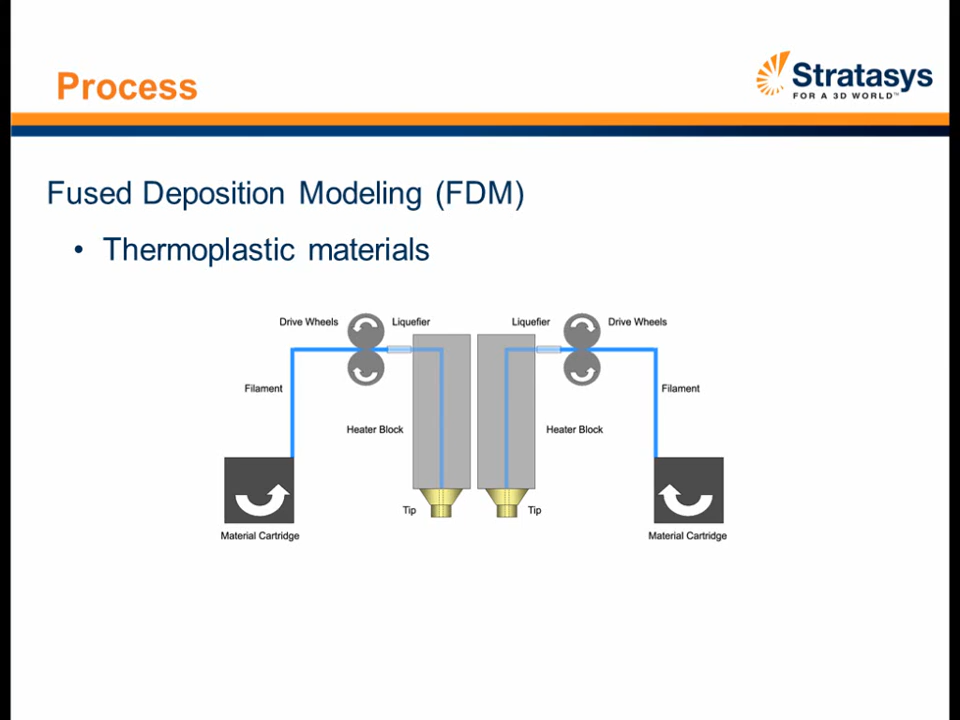 Process
Stratasys
FOR A 3D WORLD™
Fused Deposition Modeling (FDM)
• Thermoplastic materials
Drive Wheels Liquefier Liquefier Drive Wheels
Filament Filament
Heater Block Heater Block
Tip Tip
Material Cartridge Material Cartridge